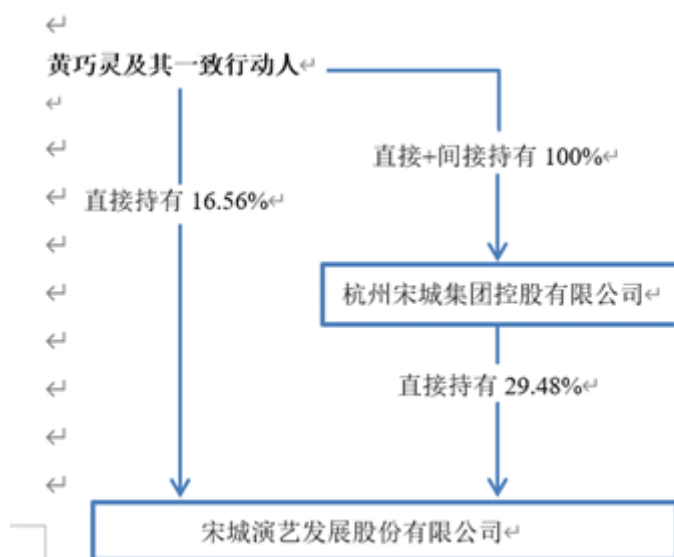 黄巧灵及其一致行动人
直接+间接持有 100%
直接持有 16.56%
杭州宋城集团控股有限公司
直接持有 29.48%
宋城演艺发展股份有限公司